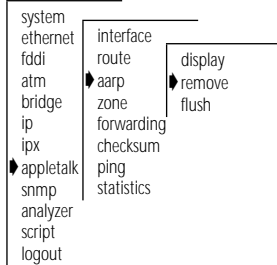 system
ethernet
fddi
atm
bridge
ip
ipx
appletalk
snmp
analyzer
script
logout
interface
route
aarp
zone
forwarding
checksum
ping
statistics
display
remove
flush